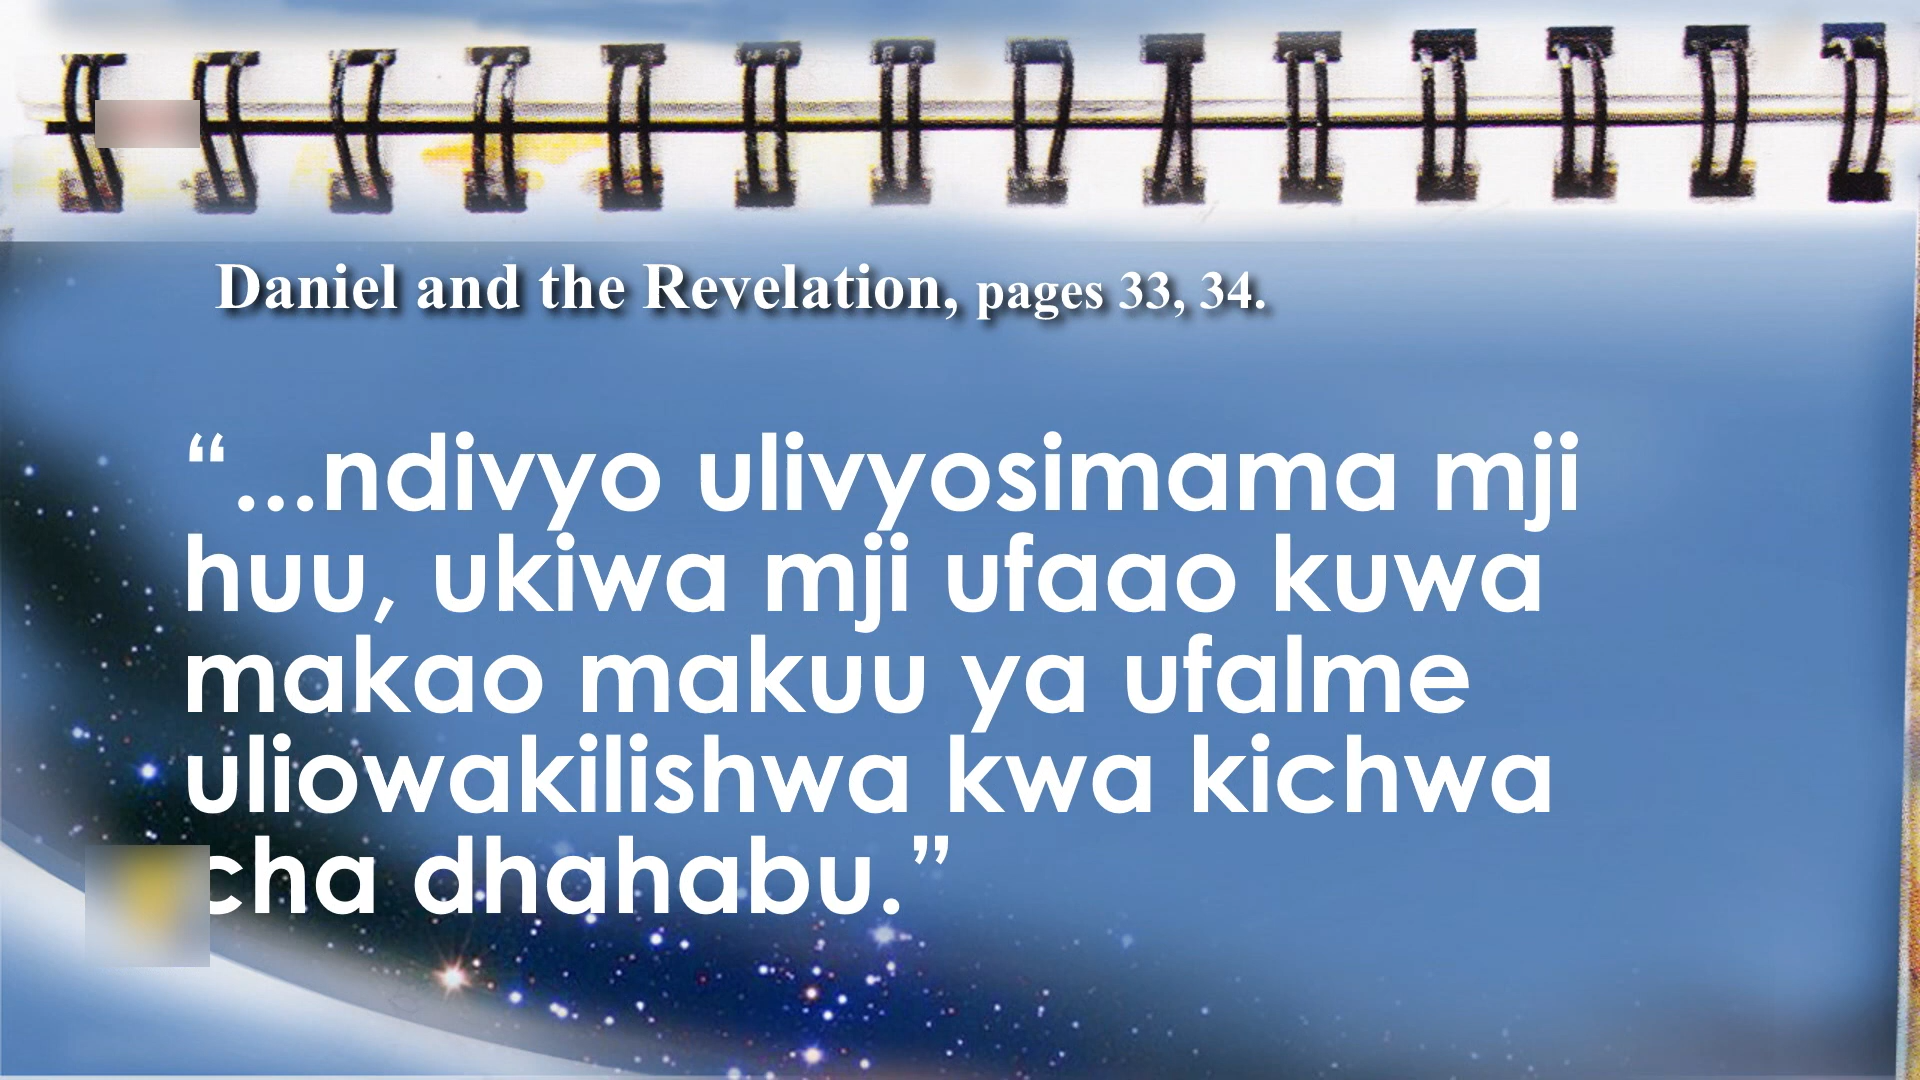 Daniel and the Revelation, pages 33, 34.
“...ndivyo ulivyosimama mji
huu, ukiwa mji ufaao kuwa
makao makuu ya ufalme
uliowakilishwa kwa kichwa
cha dhahabu.”